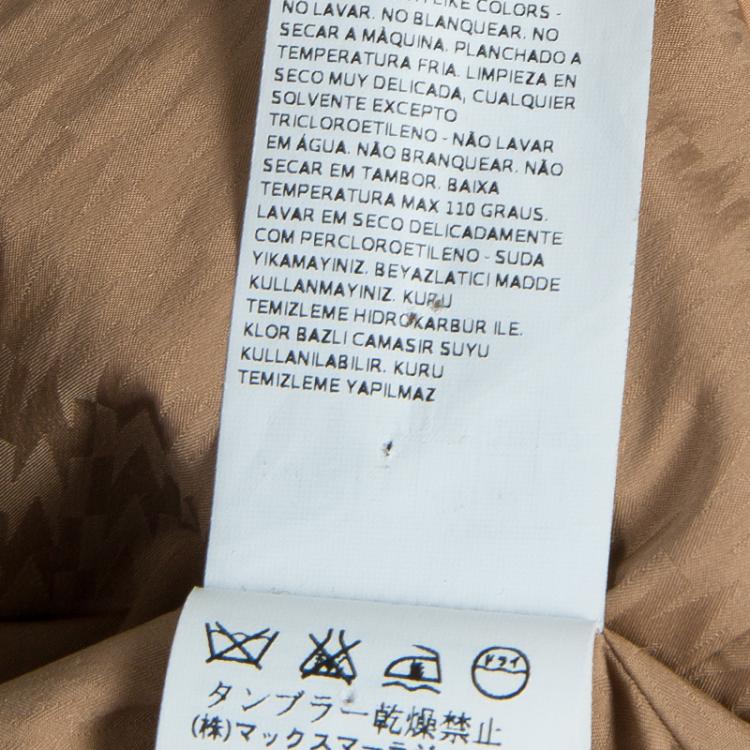 LIKE COLORS -
NO LAVAR. NO BLANQUEAR. NO
SECAR A MÀQUINA. PLANCHADO A
TEMPERATURA FRIA. LIMPIEZA EN
SECO MUY DELICADA, CUALQUIER
SOLVENTE EXCEPTO
TRICLOROETILENO - NÃO LAVAR
EM ÁGUA. NÃO BRANQUEAR. NÃO
SECAR EM TAMBOR. BAIXA
TEMPERATURA MAX 110 GRAUS.
LAVAR EM SECO DELICADAMENTE
COM PERCLOROETILENO - SUDA
YIKAMAYINIZ. BEYAZLATICI MADDE
KULLANMAYINIZ. KURU
TEMIZLEME HIDROKARBUR ILE.
KLOR BAZLI CAMASIR SUYU
KULLANILABILIR. KURU
TEMIZLEME YAPILMAZ
ドライ
タンブラー乾燥禁止
(株)マックスマーラジ